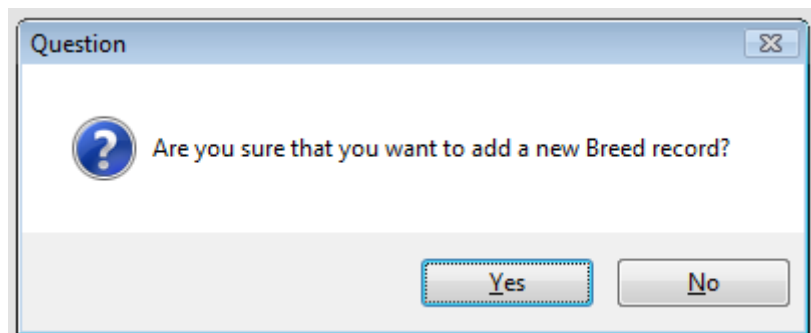 Question
Are you sure that you want to add a new Breed record?
Yes
No